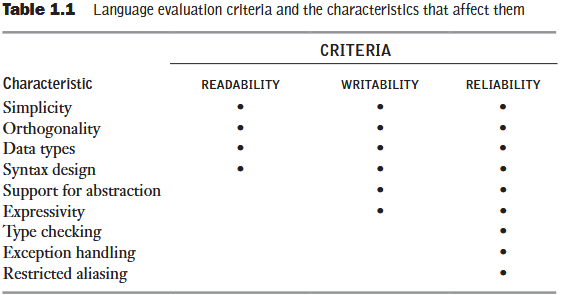 Table 1.1 Language evaluation criteria and the characteristics that affect them
CRITERIA
Characteristic READABILITY WRITABILITY RELIABILITY
Simplicity • • •
Orthogonality • • •
Data types • • •
Syntax design • • •
Support for abstraction • •
Expressivity • •
Type checking •
Exception handling •
Restricted aliasing •